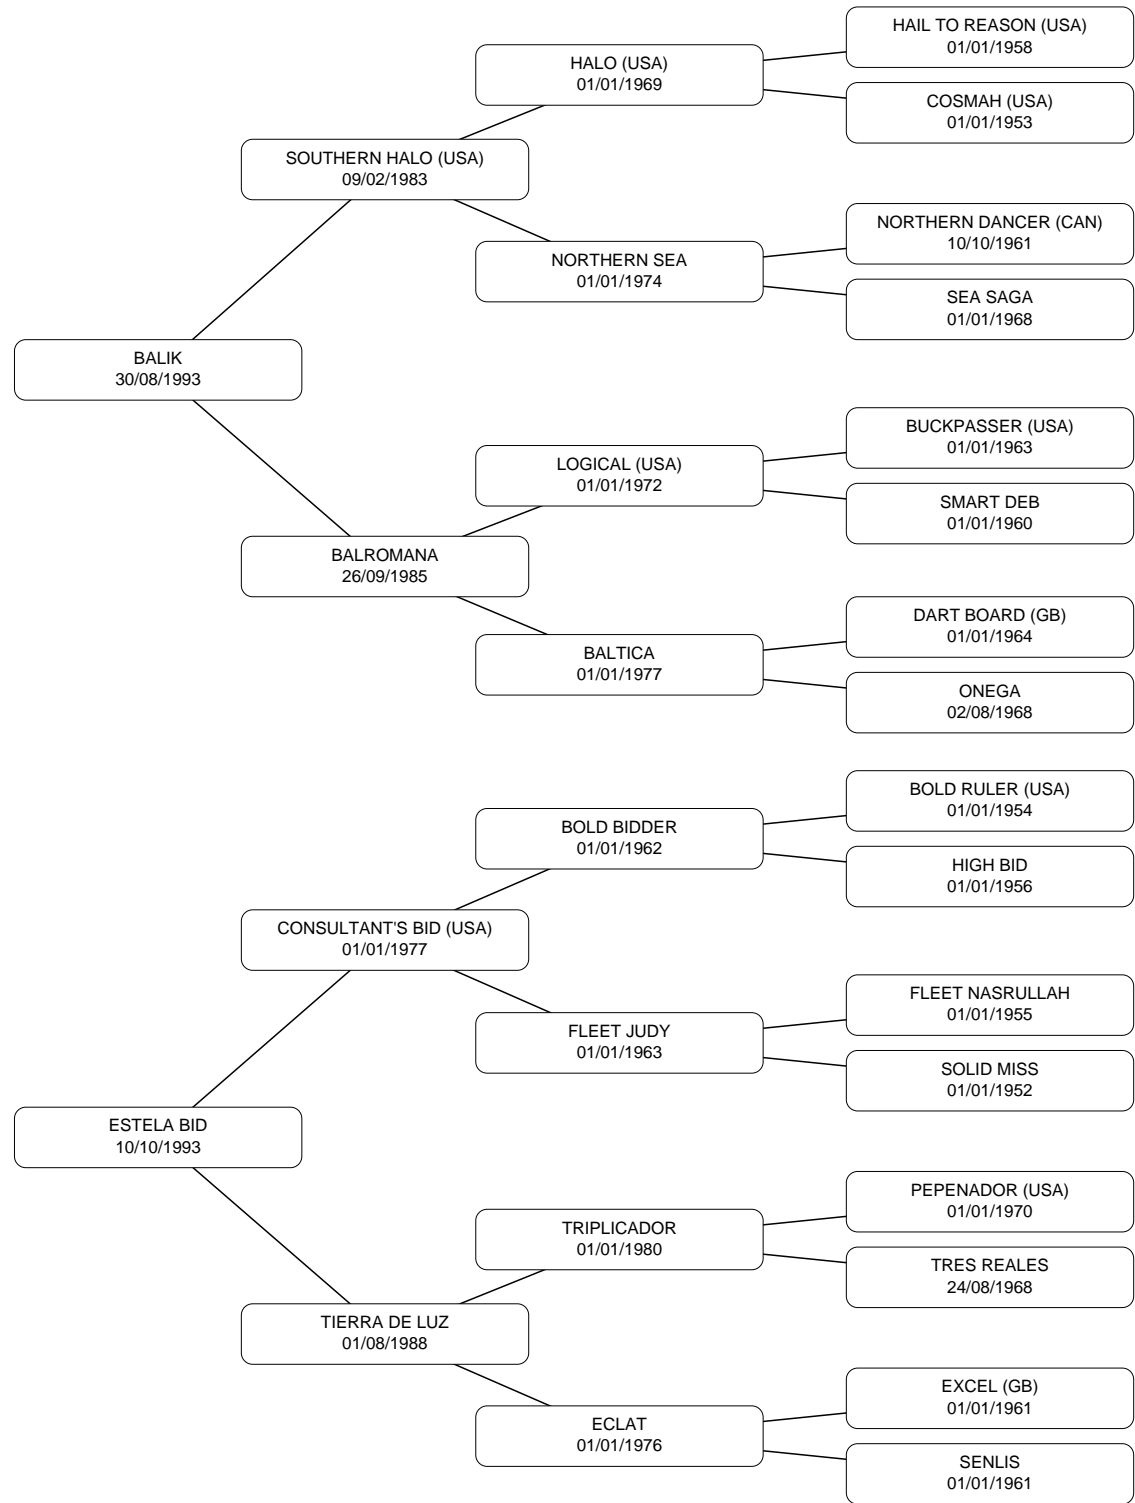 HAIL TO REASON (USA)
01/01/1958
HALO (USA)
01/01/1969
COSMAH (USA)
01/01/1953
SOUTHERN HALO (USA)
09/02/1983
NORTHERN DANCER (CAN)
10/10/1961
NORTHERN SEA
01/01/1974
SEA SAGA
01/01/1968
BALIK
30/08/1993
BUCKPASSER (USA)
01/01/1963
LOGICAL (USA)
01/01/1972
SMART DEB
01/01/1960
BALROMANA
26/09/1985
DART BOARD (GB)
01/01/1964
BALTICA
01/01/1977
ONEGA
02/08/1968
BOLD RULER (USA)
01/01/1954
BOLD BIDDER
01/01/1962
HIGH BID
01/01/1956
CONSULTANT'S BID (USA)
01/01/1977
FLEET NASRULLAH
01/01/1955
FLEET JUDY
01/01/1963
SOLID MISS
01/01/1952
ESTELA BID
10/10/1993
PEPENADOR (USA)
01/01/1970
TRIPLICADOR
01/01/1980
TRES REALES
24/08/1968
TIERRA DE LUZ
01/08/1988
EXCEL (GB)
01/01/1961
ECLAT
01/01/1976
SENLIS
01/01/1961